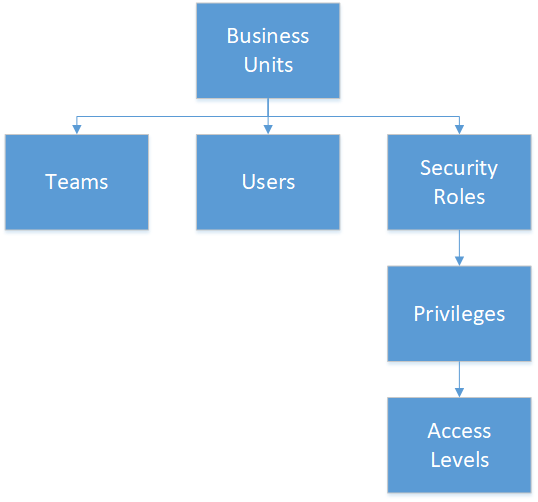 Business
Units
Teams
Users
Security
Roles
Privileges
Access
Levels